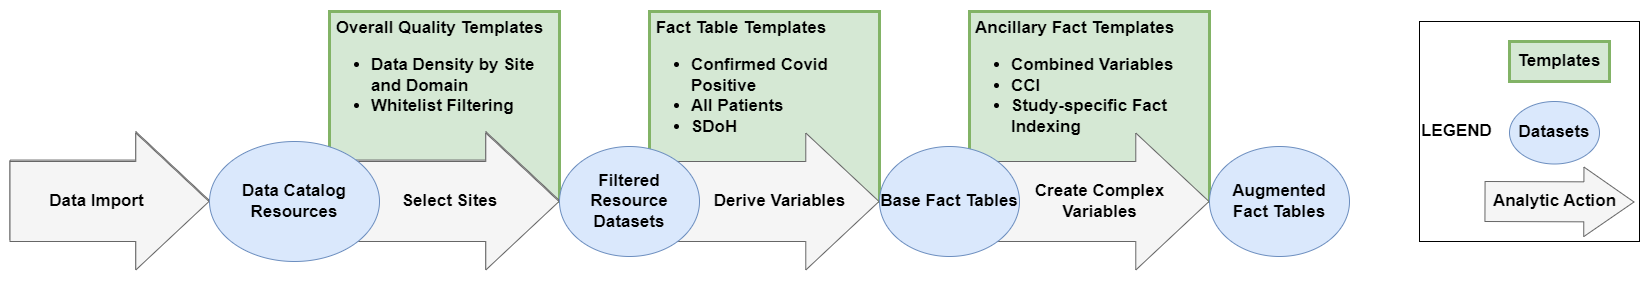 Overall Quality Templates
• Data Density by Site
and Domain
• Whitelist Filtering
Fact Table Templates
• Confirmed Covid
Positive
• All Patients
• SDoH
Ancillary Fact Templates
• Combined Variables
• CCI
• Study-specific Fact
Indexing
Data Import
Data Catalog
Resources
Select Sites
Filtered
Resource
Datasets
Derive Variables
Base Fact Tables
Create Complex
Variables
Augmented
Fact Tables
LEGEND
Templates
Datasets
Analytic Action